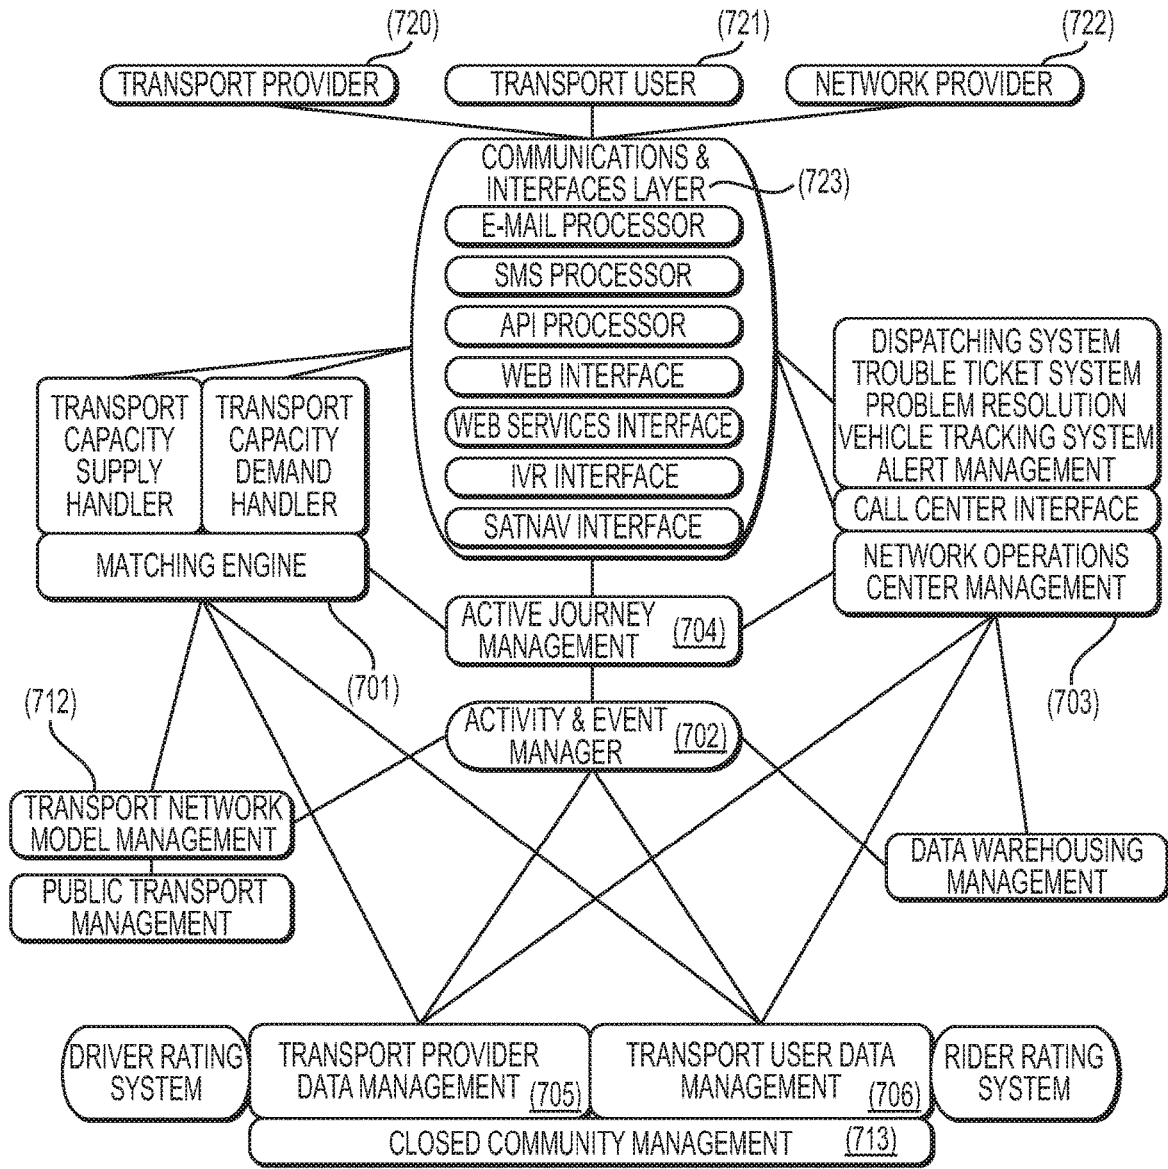 (720)
(721)
(722)
TRANSPORT PROVIDER
TRANSPORT USER
NETWORK PROVIDER
COMMUNICATIONS &
INTERFACES LAYER
(723)
E-MAIL PROCESSOR
SMS PROCESSOR
API PROCESSOR
WEB INTERFACE
WEB SERVICES INTERFACE
IVR INTERFACE
SATNAV INTERFACE
TRANSPORT
CAPACITY
SUPPLY
HANDLER
TRANSPORT
CAPACITY
DEMAND
HANDLER
MATCHING ENGINE
(701)
DISPATCHING SYSTEM
TROUBLE TICKET SYSTEM
PROBLEM RESOLUTION
VEHICLE TRACKING SYSTEM
ALERT MANAGEMENT
CALL CENTER INTERFACE
NETWORK OPERATIONS
CENTER MANAGEMENT
(703)
ACTIVE JOURNEY
MANAGEMENT (704)
ACTIVITY & EVENT
MANAGER (702)
(712)
TRANSPORT NETWORK
MODEL MANAGEMENT
PUBLIC TRANSPORT
MANAGEMENT
DATA WAREHOUSING
MANAGEMENT
DRIVER RATING
SYSTEM
TRANSPORT PROVIDER
DATA MANAGEMENT (705)
TRANSPORT USER DATA
MANAGEMENT (706)
RIDER RATING
SYSTEM
CLOSED COMMUNITY MANAGEMENT (713)